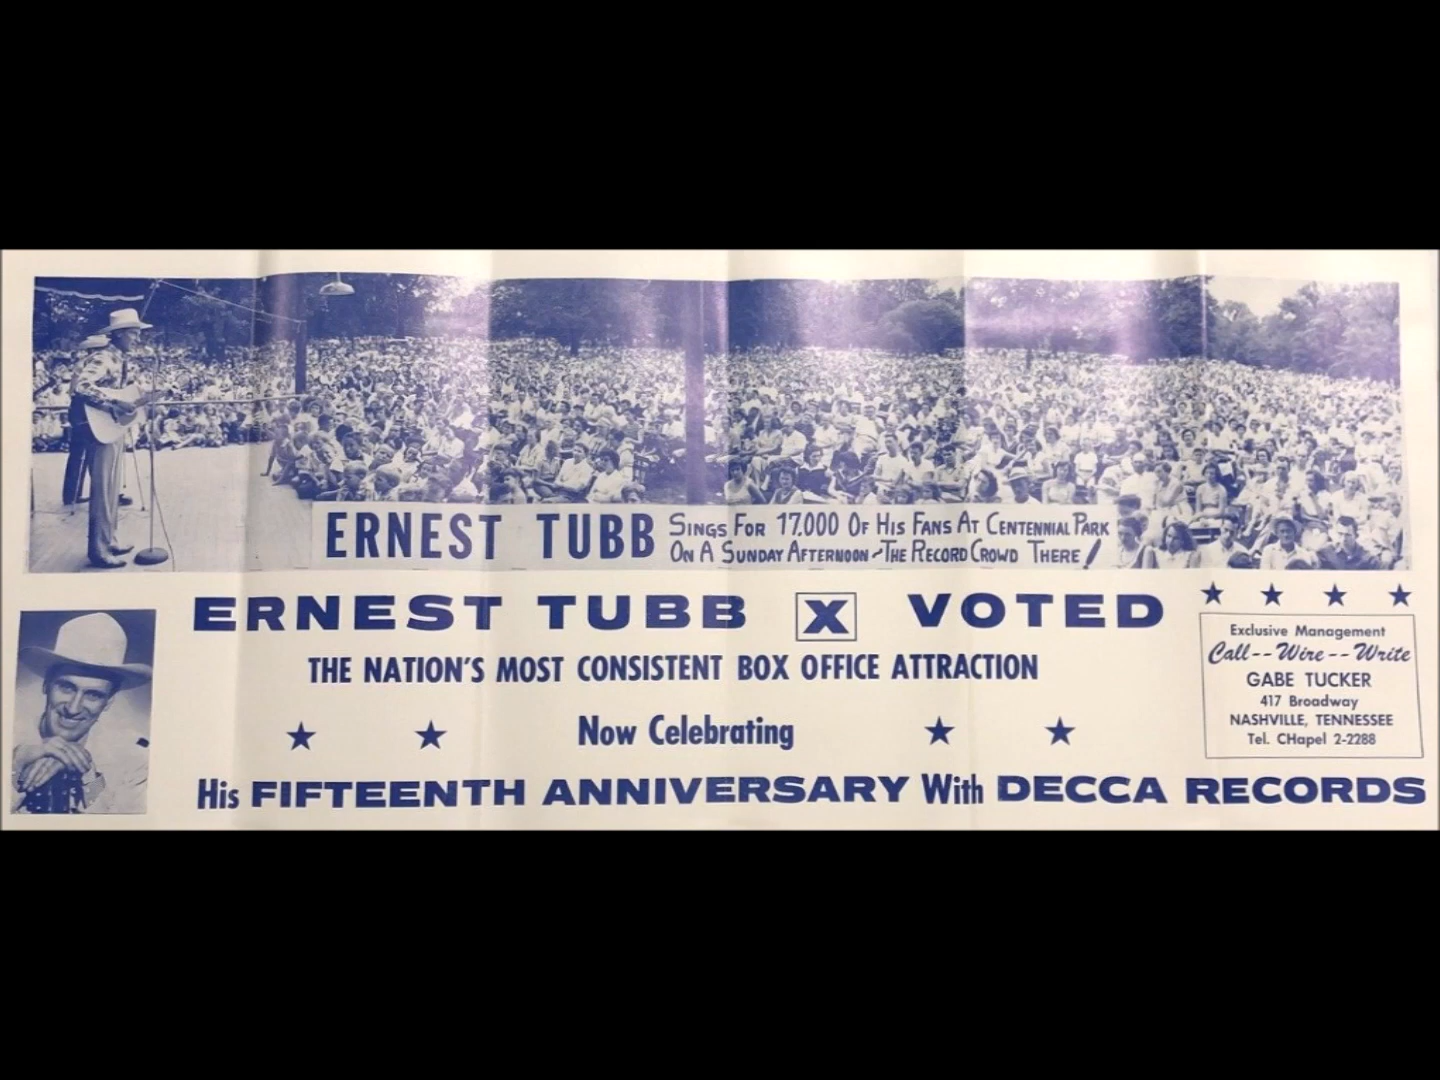 ERNEST TUBB SINGS FOR 17,000 OF HIS FANS AT CENTENNIAL PARK
ON A SUNDAY AFTERNOON ~ THE RECORD CROWD THERE!
ERNEST TUBB X VOTED
THE NATION'S MOST CONSISTENT BOX OFFICE ATTRACTION
Now Celebrating
His FIFTEENTH ANNIVERSARY With DECCA RECORDS
Exclusive Management
Call--Wire--Write
GABE TUCKER
417 Broadway
NASHVILLE, TENNESSEE
Tel. CHapel 2-2288